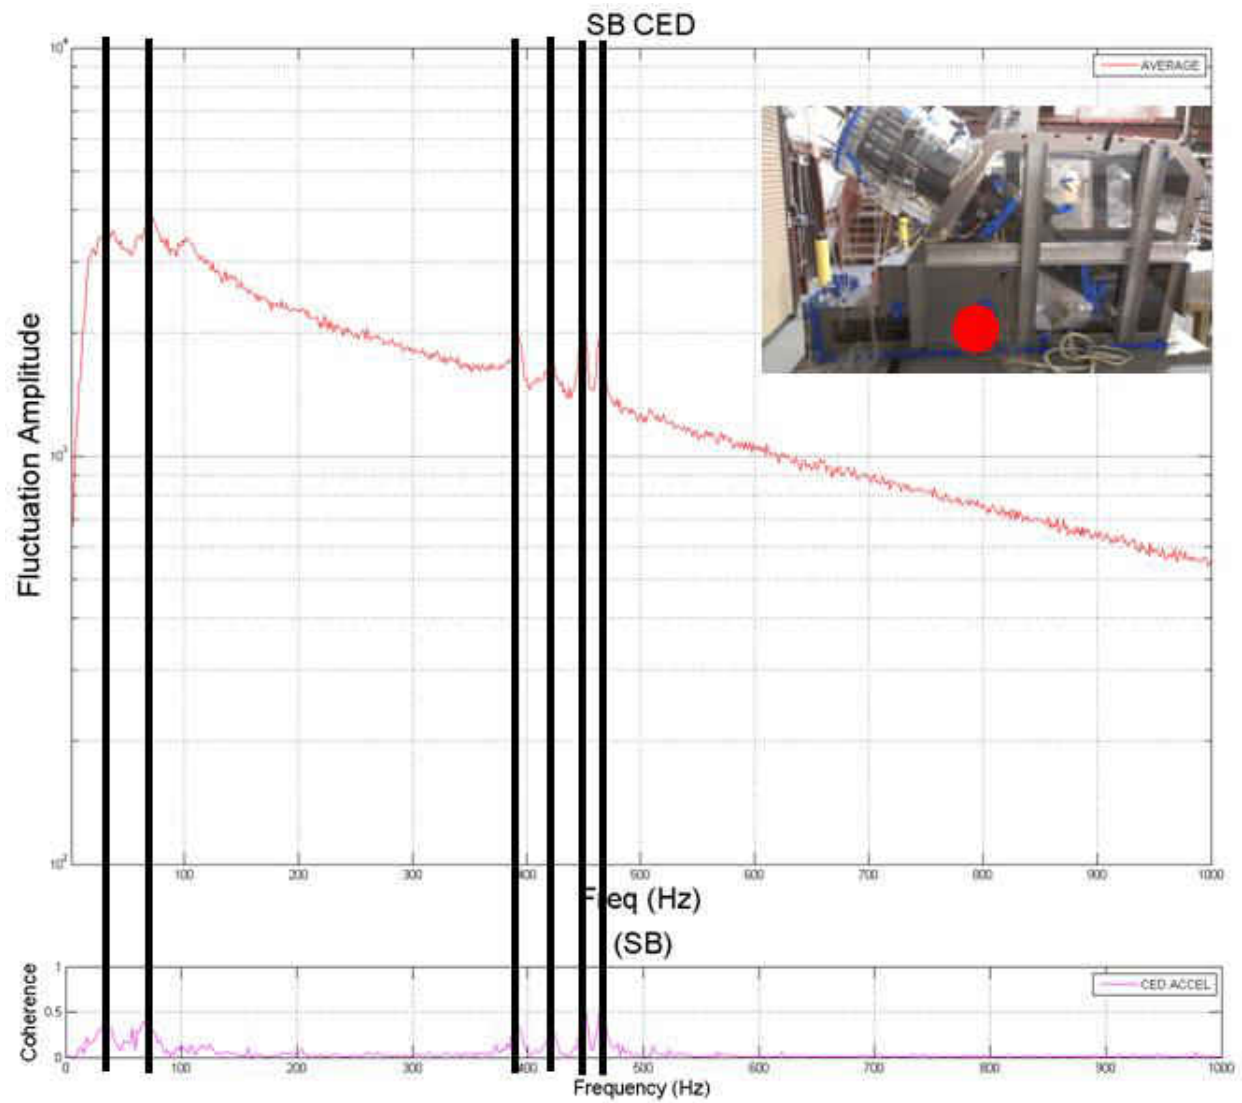 SB CED
10⁴
AVERAGE
Fluctuation Amplitude
10³
10²
100 200 300 400 500 600 700 800 900 1000
Freq (Hz)
(SB)
Coherence
1
CED ACCEL
0.5
0
0 100 200 300 400 500 600 700 800 900 1000
Frequency (Hz)